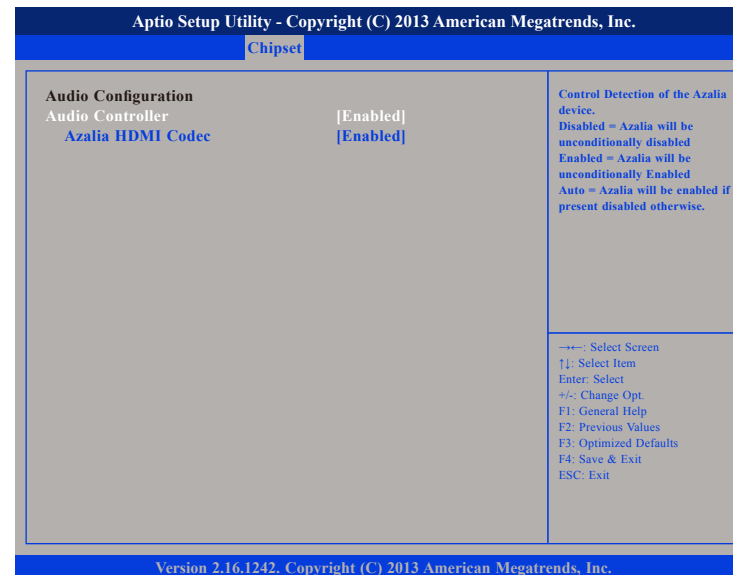 Aptio Setup Utility - Copyright (C) 2013 American Megatrends, Inc.
Chipset
Audio Configuration
Audio Controller [Enabled]
Azalia HDMI Codec [Enabled]
Control Detection of the Azalia
device.
Disabled = Azalia will be
unconditionally disabled
Enabled = Azalia will be
unconditionally Enabled
Auto = Azalia will be enabled if
present disabled otherwise.
→←: Select Screen
↑↓: Select Item
Enter: Select
+/-: Change Opt.
F1: General Help
F2: Previous Values
F3: Optimized Defaults
F4: Save & Exit
ESC: Exit
Version 2.16.1242. Copyright (C) 2013 American Megatrends, Inc.